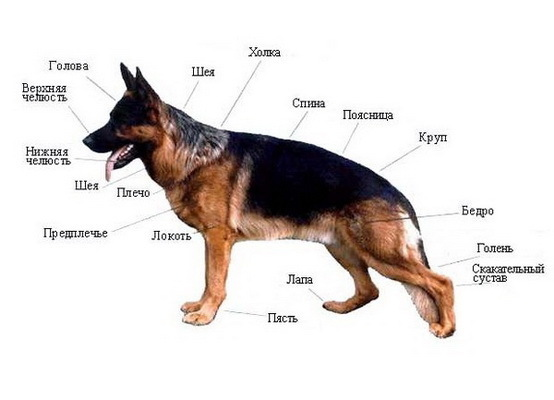 Холка
Голова
Шея
Верхняя
челюсть
Спина
Поясница
Круп
Нижняя
челюсть
Шея
Плечо
Бедро
Предплечье
Локоть
Голень
Скакательный
сустав
Лапа
Пясть